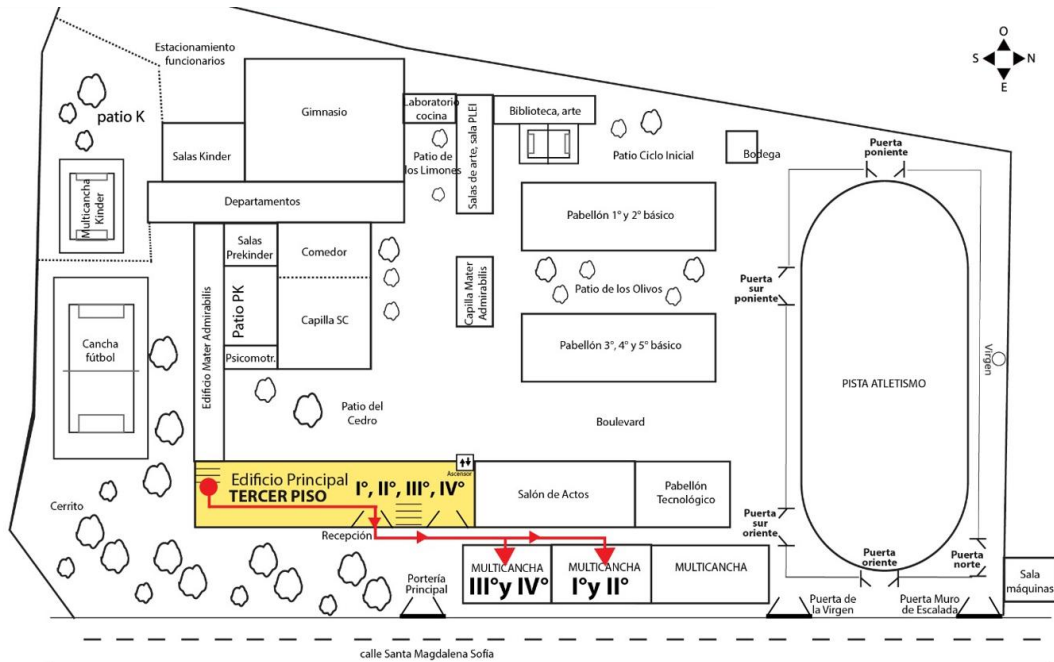 O
S
N
E
Estacionamiento
funcionarios
patio K
Gimnasio
Laboratorio
cocina
Salas de arte, sala PLEI
Biblioteca, arte
Salas Kinder
Patio de
los Limones
Patio Ciclo Inicial
Bodega
Puerta
poniente
Multicancha
Kínder
Departamentos
Pabellón 1° y 2° básico
Salas
Prekinder
Comedor
Edificio Mater Admirabilis
Patio PK
Capilla SC
Psicomotr.
Capilla Mater
Admirabilis
Patio de los Olivos
Puerta
sur
poniente
Cancha
fútbol
Pabellón 3°, 4° y 5° básico
Virgen
PISTA ATLETISMO
Patio del
Cedro
Boulevard
Ascensor
Edificio Principal
TERCER PISO
I°, II°, III°, IV°
Salón de Actos
Pabellón
Tecnológico
Cerrito
Recepción
Puerta
sur
oriente
Puerta
oriente
Puerta
norte
MULTICANCHA
III°y IV°
MULTICANCHA
I°y II°
MULTICANCHA
Sala
máquinas
Portería
Principal
Puerta de
la Virgen
Puerta Muro
de Escalada
calle Santa Magdalena Sofía